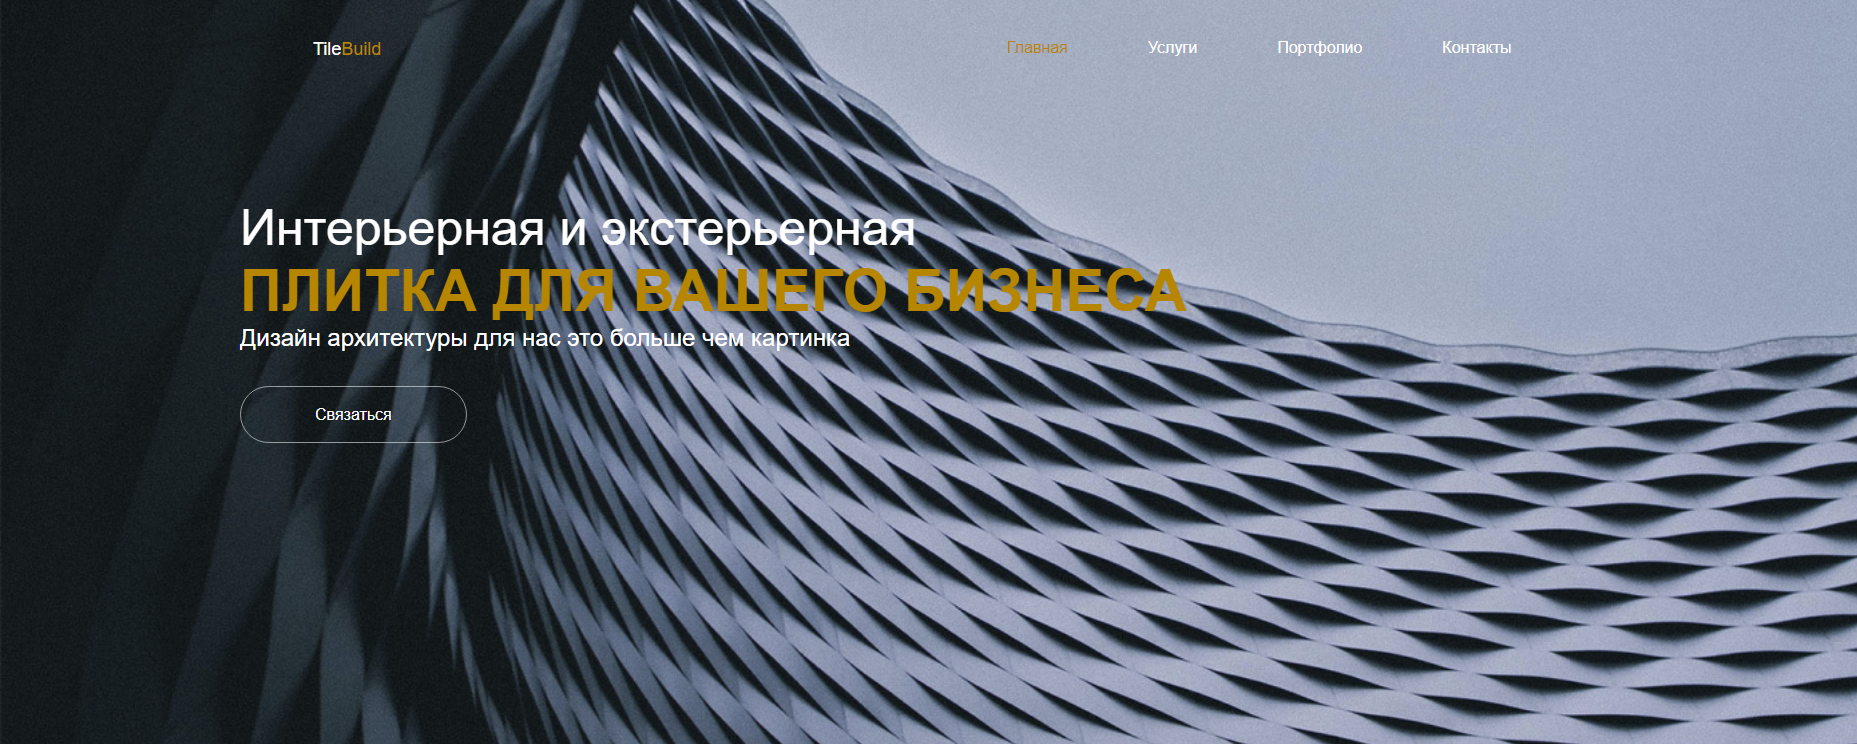 TileBuild
Главная Услуги Портфолио Контакты
Интерьерная и экстерьерная
ПЛИТКА ДЛЯ ВАШЕГО БИЗНЕСА
Дизайн архитектуры для нас это больше чем картинка
Связаться